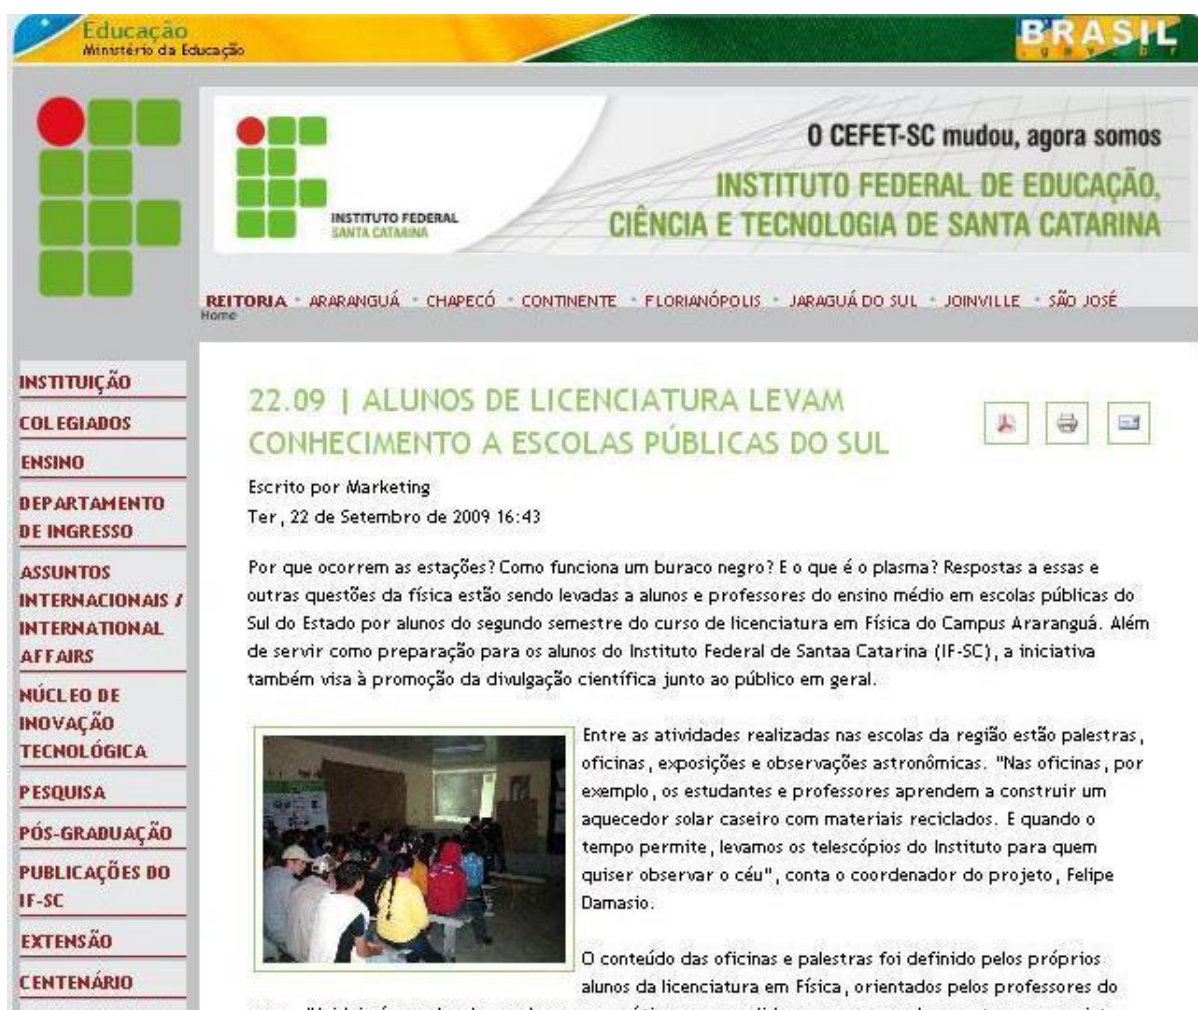 Educação
Ministério da Educação
BRASIL
.gov.br
O CEFET-SC mudou, agora somos
INSTITUTO FEDERAL DE EDUCAÇÃO,
CIÊNCIA E TECNOLOGIA DE SANTA CATARINA
INSTITUTO FEDERAL
SANTA CATARINA
REITORIA • ARARANGUÁ • CHAPECÓ • CONTINENTE • FLORIANÓPOLIS • JARAGUÁ DO SUL • JOINVILLE • SÃO JOSÉ
Home
INSTITUIÇÃO
COLEGIADOS
ENSINO
DEPARTAMENTO
DE INGRESSO
ASSUNTOS
INTERNACIONAIS /
INTERNATIONAL
AFFAIRS
NÚCLEO DE
INOVAÇÃO
TECNOLÓGICA
PESQUISA
PÓS-GRADUAÇÃO
PUBLICAÇÕES DO
IF-SC
EXTENSÃO
CENTENÁRIO
22.09 | ALUNOS DE LICENCIATURA LEVAM
CONHECIMENTO A ESCOLAS PÚBLICAS DO SUL
Escrito por Marketing
Ter, 22 de Setembro de 2009 16:43
Por que ocorrem as estações? Como funciona um buraco negro? E o que é o plasma? Respostas a essas e
outras questões da física estão sendo levadas a alunos e professores do ensino médio em escolas públicas do
Sul do Estado por alunos do segundo semestre do curso de licenciatura em Física do Campus Araranguá. Além
de servir como preparação para os alunos do Instituto Federal de Santaa Catarina (IF-SC), a iniciativa
também visa à promoção da divulgação científica junto ao público em geral.
Entre as atividades realizadas nas escolas da região estão palestras,
oficinas, exposições e observações astronômicas. "Nas oficinas, por
exemplo, os estudantes e professores aprendem a construir um
aquecedor solar caseiro com materiais reciclados. E quando o
tempo permite, levamos os telescópios do Instituto para quem
quiser observar o céu", conta o coordenador do projeto, Felipe
Damasio.
O conteúdo das oficinas e palestras foi definido pelos próprios
alunos da licenciatura em Física, orientados pelos professores do